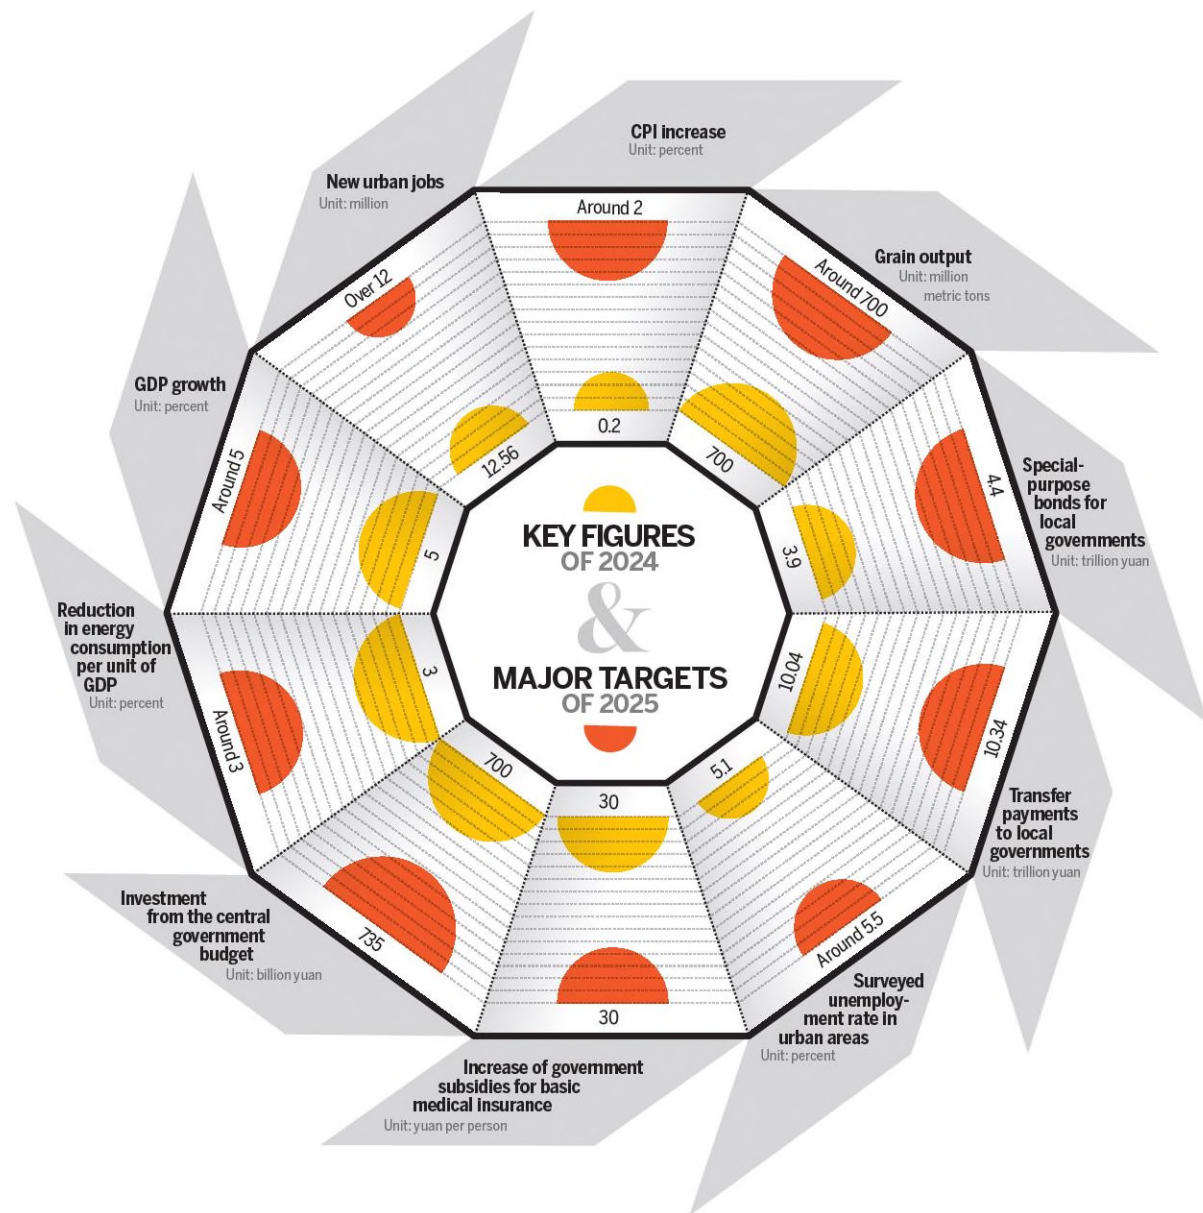 CPI increase
Unit: percent
Around 2
0.2
Grain output
Unit: million
metric tons
Around 700
700
Special-
purpose
bonds for
local
governments
Unit: trillion yuan
4.4
3.9
Transfer
payments
to local
governments
Unit: trillion yuan
10.34
10.04
Surveyed
unemploy-
ment rate in
urban areas
Unit: percent
Around 5.5
5.1
Increase of government
subsidies for basic
medical insurance
Unit: yuan per person
30
30
Investment
from the central
government
budget
Unit: billion yuan
735
700
Reduction
in energy
consumption
per unit of
GDP
Unit: percent
Around 3
3
GDP growth
Unit: percent
Around 5
5
New urban jobs
Unit: million
Over 12
12.56
KEY FIGURES
OF 2024
&
MAJOR TARGETS
OF 2025